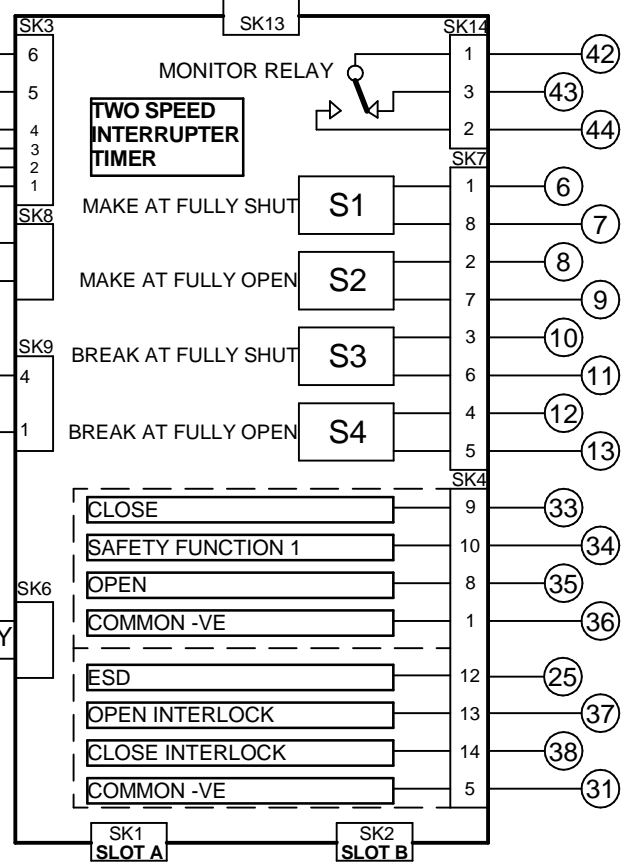 SK3
SK13
SK14
6
MONITOR RELAY
1
42
5
3
43
TWO SPEED
INTERRUPTER
TIMER
4
3
2
1
2
44
SK7
MAKE AT FULLY SHUT
S1
1
6
8
7
SK8
MAKE AT FULLY OPEN
S2
2
8
7
9
SK9
4
1
BREAK AT FULLY SHUT
S3
3
10
6
11
BREAK AT FULLY OPEN
S4
4
12
5
13
SK4
CLOSE
9
33
SAFETY FUNCTION 1
10
34
SK6
OPEN
8
35
COMMON -VE
1
36
Y
ESD
12
25
OPEN INTERLOCK
13
37
CLOSE INTERLOCK
14
38
COMMON -VE
5
31
SK1
SLOT A
SK2
SLOT B